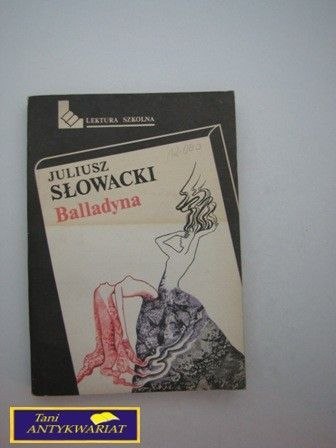 LEKTURA SZKOLNA
JULIUSZ
SŁOWACKI
Balladyna
Tani
ANTYKWARIAT